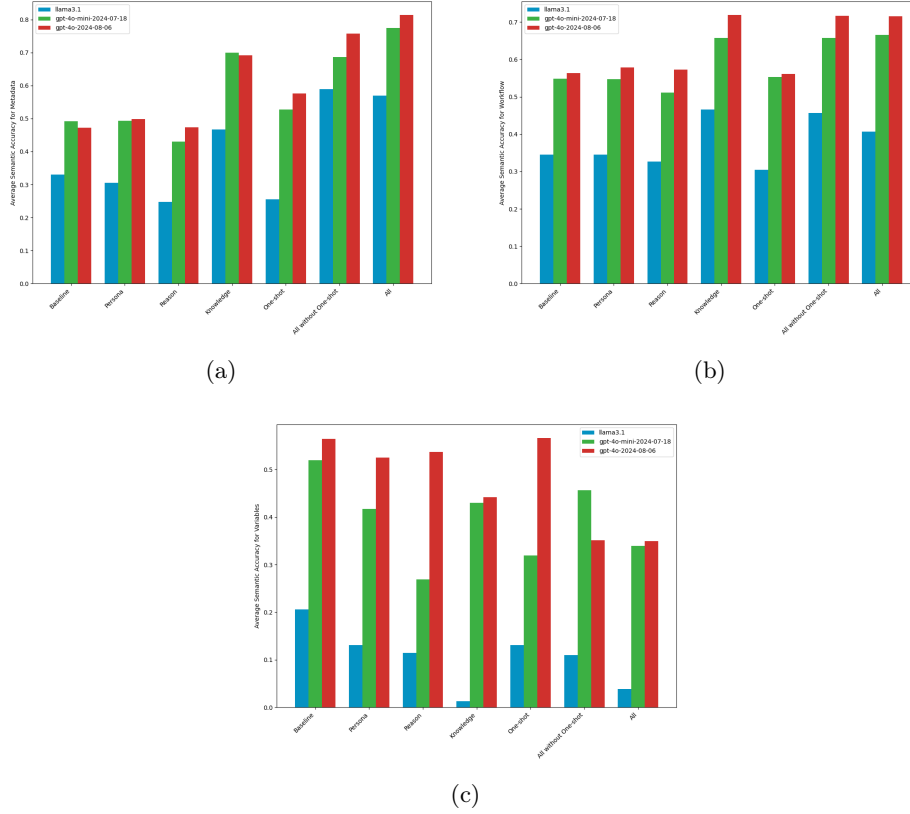 llama3.1
gpt-4o-mini-2024-07-18
gpt-4o-2024-08-06
Average Semantic Accuracy for Metadata
0.8
0.7
0.6
0.5
0.4
0.3
0.2
0.1
0.0
Baseline
Persona
Reason
Knowledge
One-shot
All without One-shot
All
(a)
llama3.1
gpt-4o-mini-2024-07-18
gpt-4o-2024-08-06
Average Semantic Accuracy for Workflow
0.7
0.6
0.5
0.4
0.3
0.2
0.1
0.0
Baseline
Persona
Reason
Knowledge
One-shot
All without One-shot
All
(b)
llama3.1
gpt-4o-mini-2024-07-18
gpt-4o-2024-08-06
Average Semantic Accuracy for Variables
0.5
0.4
0.3
0.2
0.1
0.0
Baseline
Persona
Reason
Knowledge
One-shot
All without One-shot
All
(c)